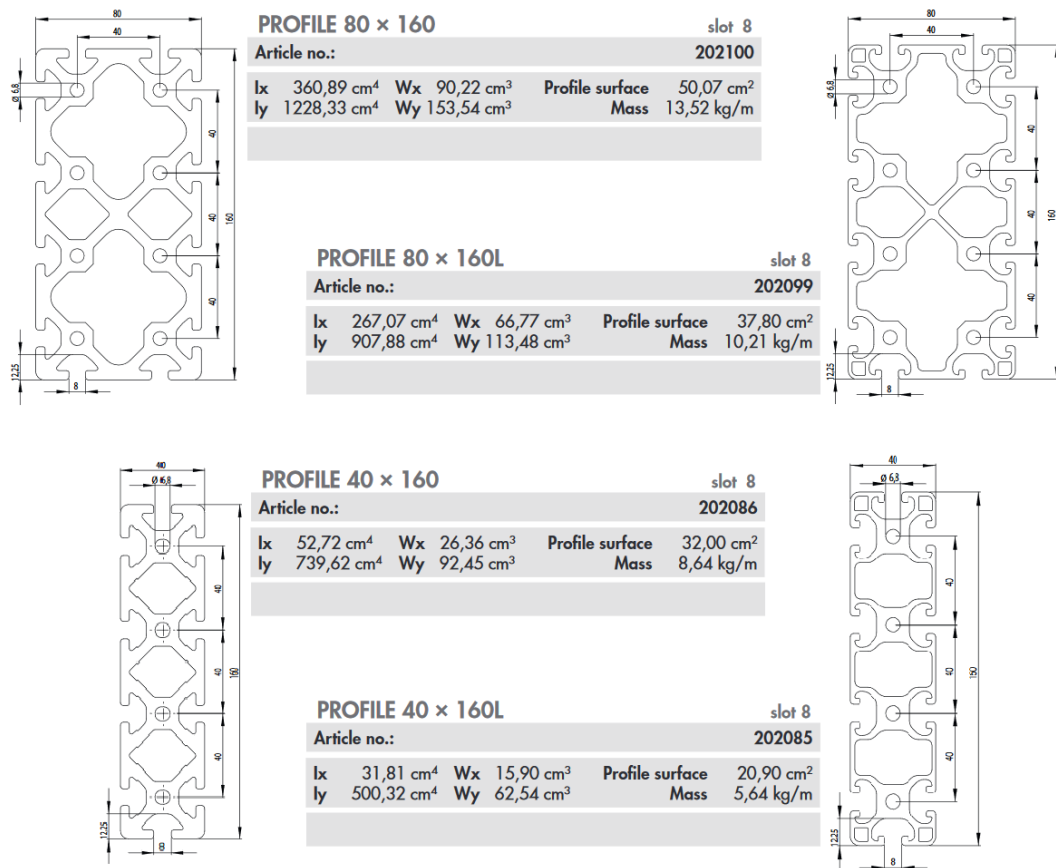 80
40
Ø 6,8
40
40
40
160
12,25
8
PROFILE 80 × 160 slot 8
Article no.: 202100
Ix 360,89 cm⁴ Wx 90,22 cm³ Profile surface 50,07 cm²
Iy 1228,33 cm⁴ Wy 153,54 cm³ Mass 13,52 kg/m
80
40
Ø 6,8
40
40
40
160
12,25
8
PROFILE 80 × 160L slot 8
Article no.: 202099
Ix 267,07 cm⁴ Wx 66,77 cm³ Profile surface 37,80 cm²
Iy 907,88 cm⁴ Wy 113,48 cm³ Mass 10,21 kg/m
40
40
40
160
12,25
PROFILE 40 × 160 slot 8
Article no.: 202086
Ix 52,72 cm⁴ Wx 26,36 cm³ Profile surface 32,00 cm²
Iy 739,62 cm⁴ Wy 92,45 cm³ Mass 8,64 kg/m
40
Ø 6,8
40
40
40
160
12,25
8
PROFILE 40 × 160L slot 8
Article no.: 202085
Ix 31,81 cm⁴ Wx 15,90 cm³ Profile surface 20,90 cm²
Iy 500,32 cm⁴ Wy 62,54 cm³ Mass 5,64 kg/m